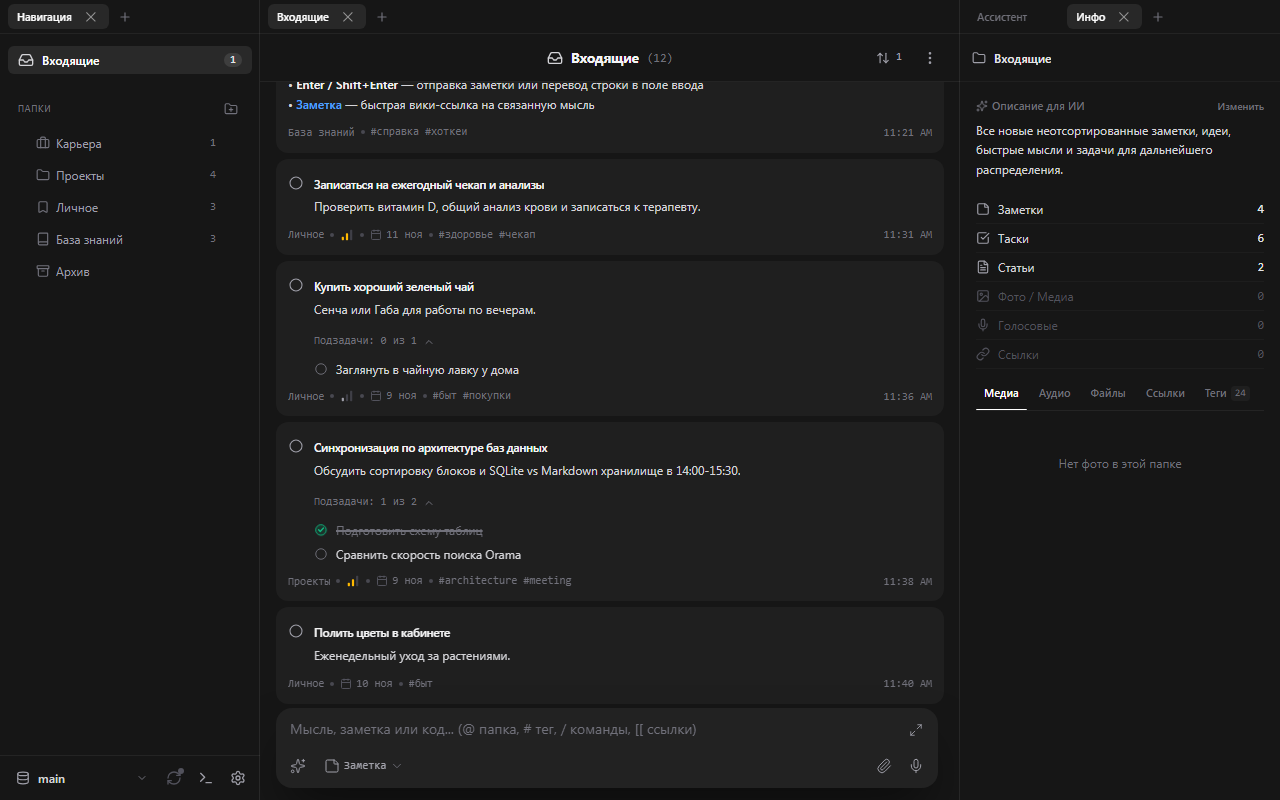 Навигация
Входящие
1
ПАПКИ
Карьера 1
Проекты 4
Личное 3
База знаний 3
Архив
main
Входящие
Входящие (12)
1
• Enter / Shift+Enter — отправка заметки или перевод строки в поле ввода
• Заметка — быстрая вики-ссылка на связанную мысль
База знаний • #справка #хоткеи 11:21 AM
Записаться на ежегодный чекап и анализы
Проверить витамин D, общий анализ крови и записаться к терапевту.
Личное • • 11 ноя • #здоровье #чекап 11:31 AM
Купить хороший зеленый чай
Сенча или Габа для работы по вечерам.
Подзадачи: 0 из 1
Заглянуть в чайную лавку у дома
Личное • • 9 ноя • #быт #покупки 11:36 AM
Синхронизация по архитектуре баз данных
Обсудить сортировку блоков и SQLite vs Markdown хранилище в 14:00-15:30.
Подзадачи: 1 из 2
Подготовить схему таблиц
Сравнить скорость поиска Orama
Проекты • • 9 ноя • #architecture #meeting 11:38 AM
Полить цветы в кабинете
Еженедельный уход за растениями.
Личное • 10 ноя • #быт 11:40 AM
Мысль, заметка или код... (@ папка, # тег, / команды, [[ ссылки)
Заметка
Ассистент Инфо
Входящие
Описание для ИИ Изменить
Все новые неотсортированные заметки, идеи,
быстрые мысли и задачи для дальнейшего
распределения.
Заметки 4
Таски 6
Статьи 2
Фото / Медиа 0
Голосовые 0
Ссылки 0
Медиа Аудио Файлы Ссылки Теги 24
Нет фото в этой папке